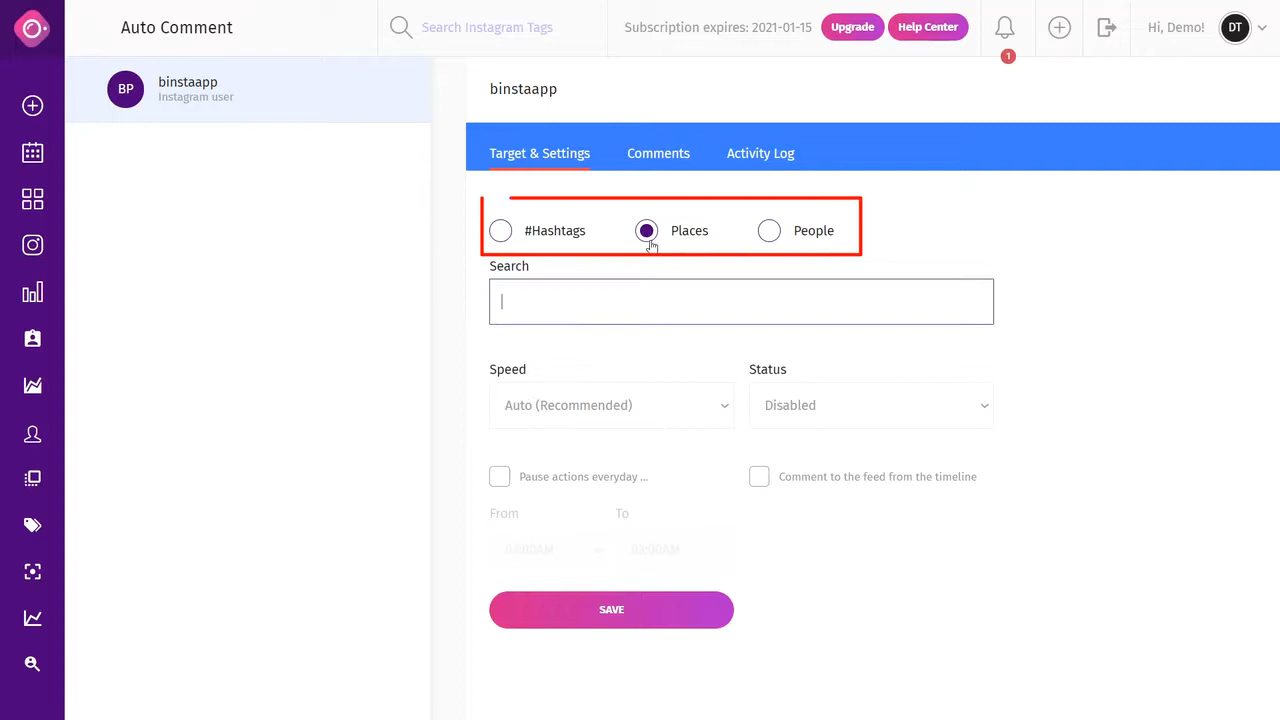 Auto Comment
Search Instagram Tags
Subscription expires: 2021-01-15
Upgrade
Help Center
1
Hi, Demo!
DT
BP
binstaapp
Instagram user
binstaapp
Target & Settings
Comments
Activity Log
#Hashtags
Places
People
Search
Speed
Status
Auto (Recommended)
Disabled
Pause actions everyday ...
Comment to the feed from the timeline
From
To
03:00AM
SAVE